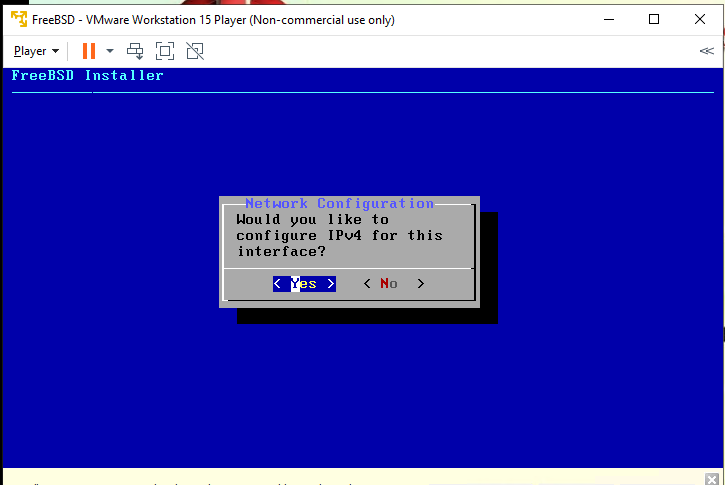 FreeBSD - VMware Workstation 15 Player (Non-commercial use only)
Player
FreeBSD Installer
Network Configuration
Would you like to
configure IPv4 for this
interface?
< Yes > < No >